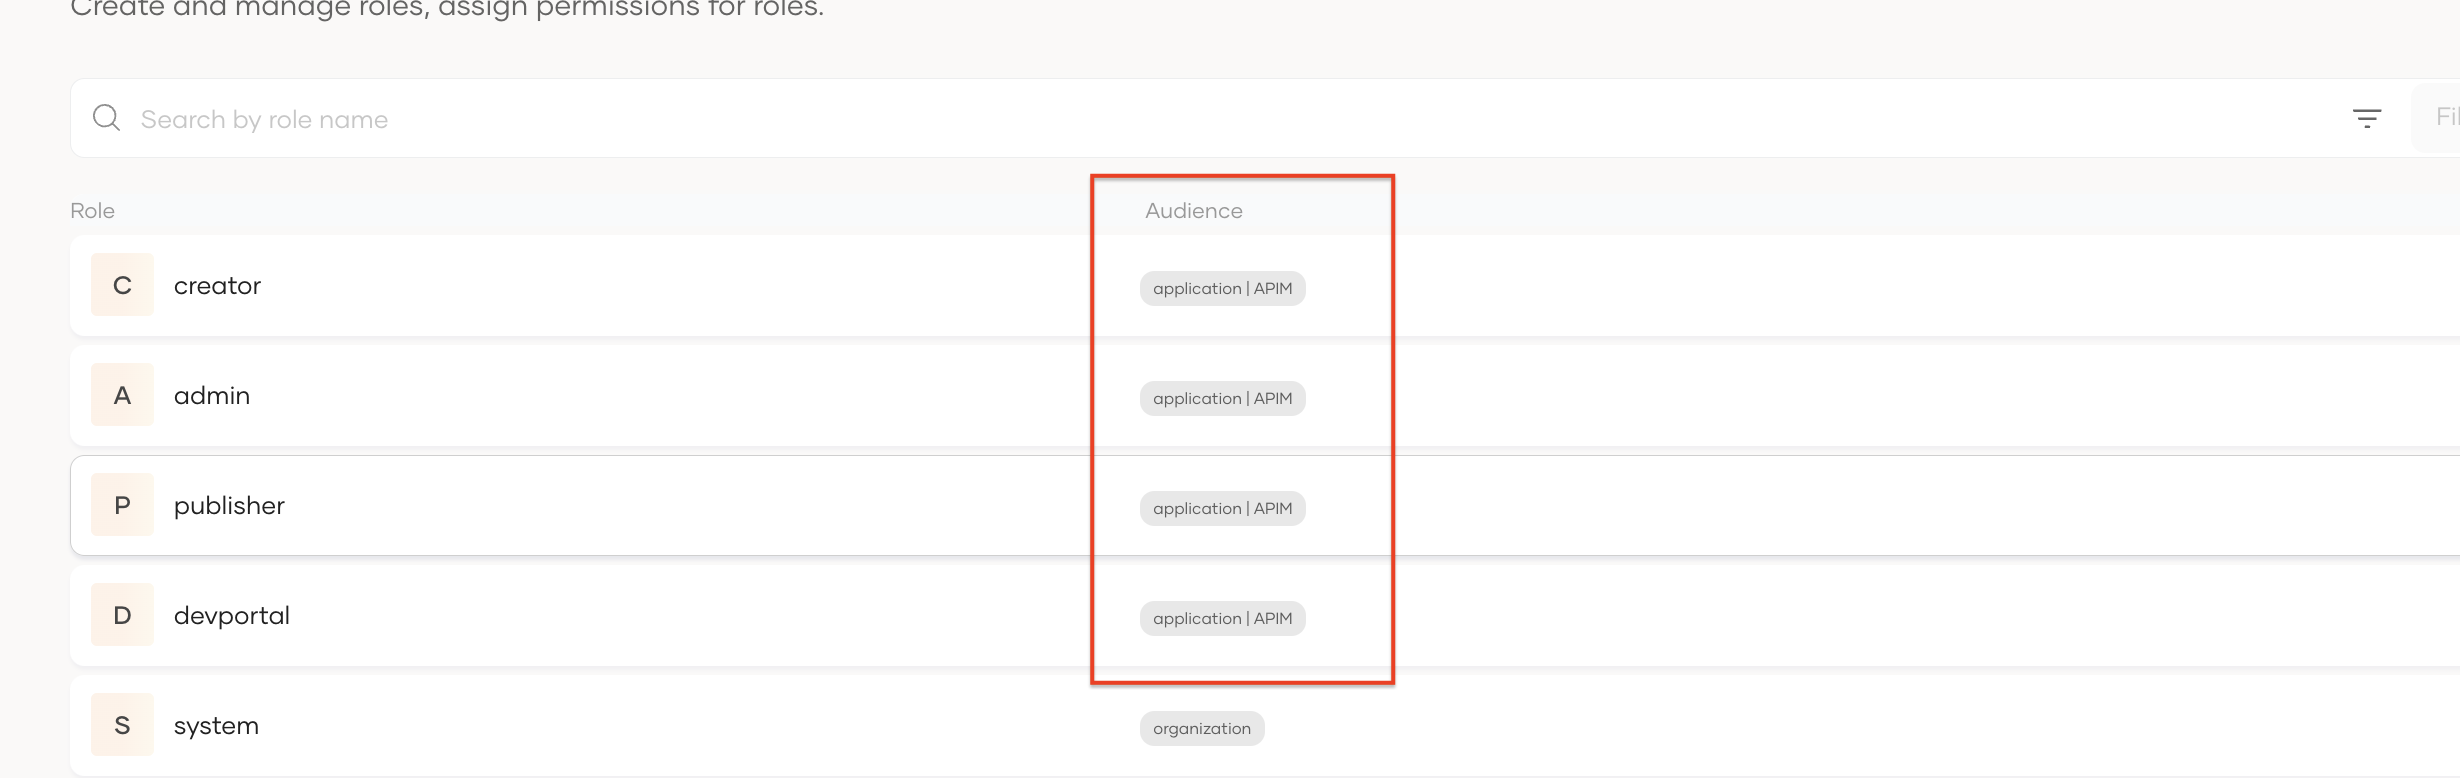 Create and manage roles, assign permissions for roles.
Search by role name
Role Audience
C creator application | APIM
A admin application | APIM
P publisher application | APIM
D devportal application | APIM
S system organization